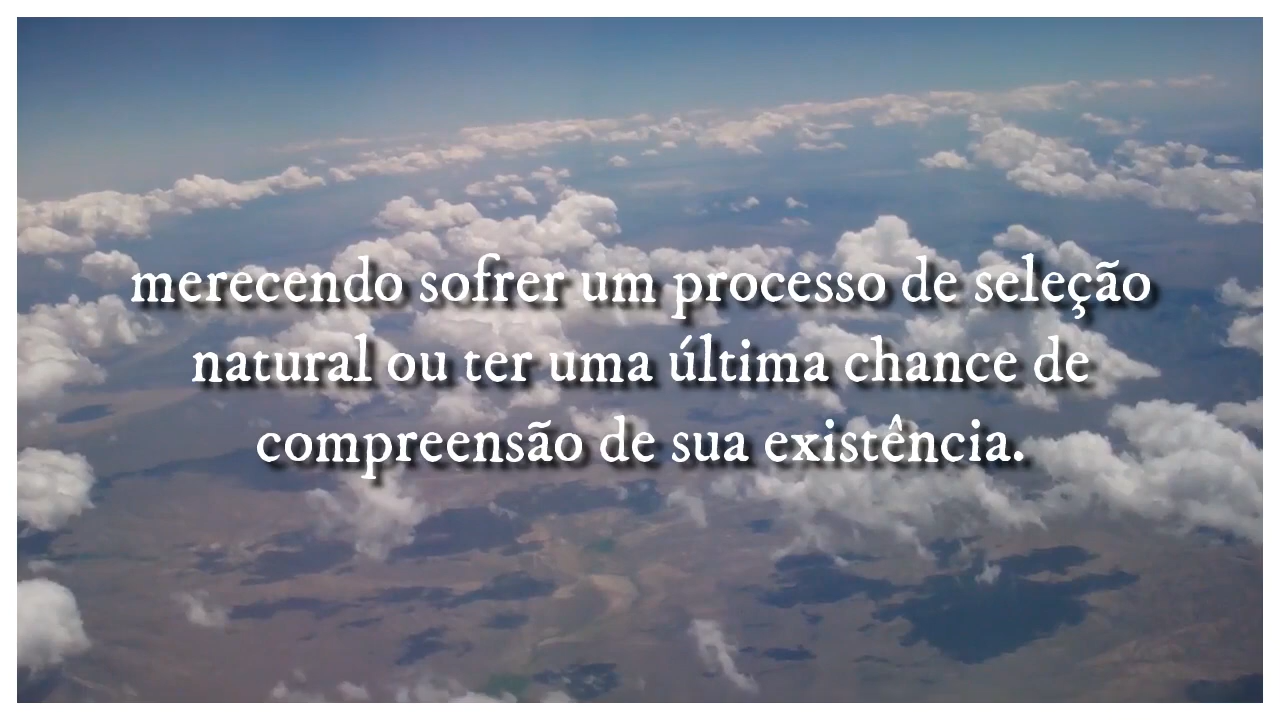 merecendo sofrer um processo de seleção
natural ou ter uma última chance de
compreensão de sua existência.